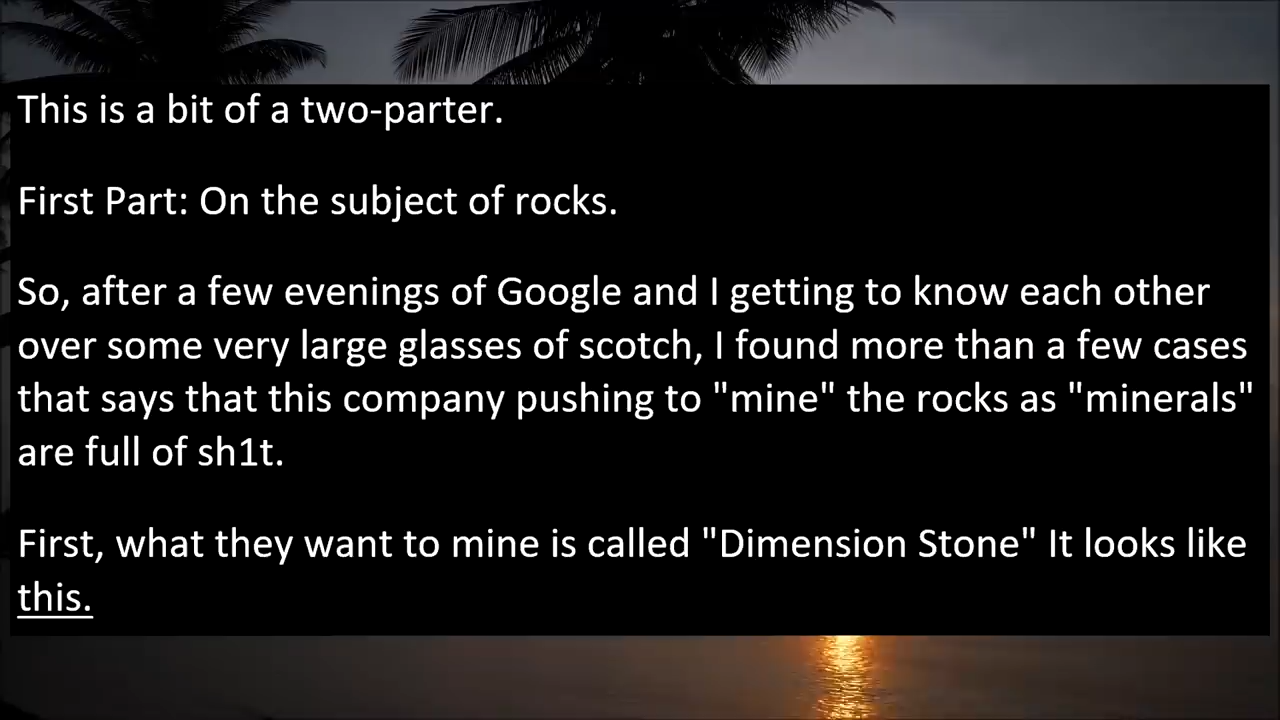 This is a bit of a two-parter.
First Part: On the subject of rocks.
So, after a few evenings of Google and I getting to know each other
over some very large glasses of scotch, I found more than a few cases
that says that this company pushing to "mine" the rocks as "minerals"
are full of sh1t.
First, what they want to mine is called "Dimension Stone" It looks like
this.